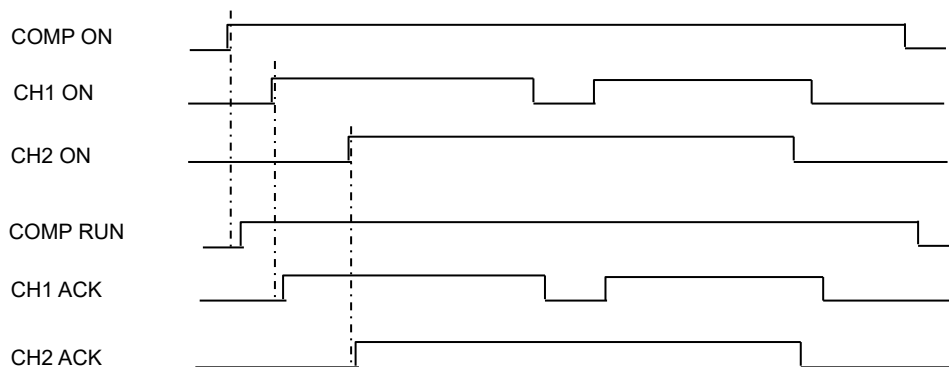 COMP ON
CH1 ON
CH2 ON
COMP RUN
CH1 ACK
CH2 ACK